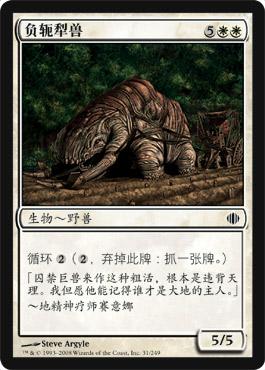 负轭犁兽
5
生物～野兽
循环2（2，弃掉此牌：抓一张牌。）
「囚禁巨兽来作这种粗活，根本是违背天
理。我但愿他能记得谁才是大地的主人。」
～地精神疗师赛意娜
Steve Argyle
™ & © 1993-2008 Wizards of the Coast, Inc. 31/249
5/5